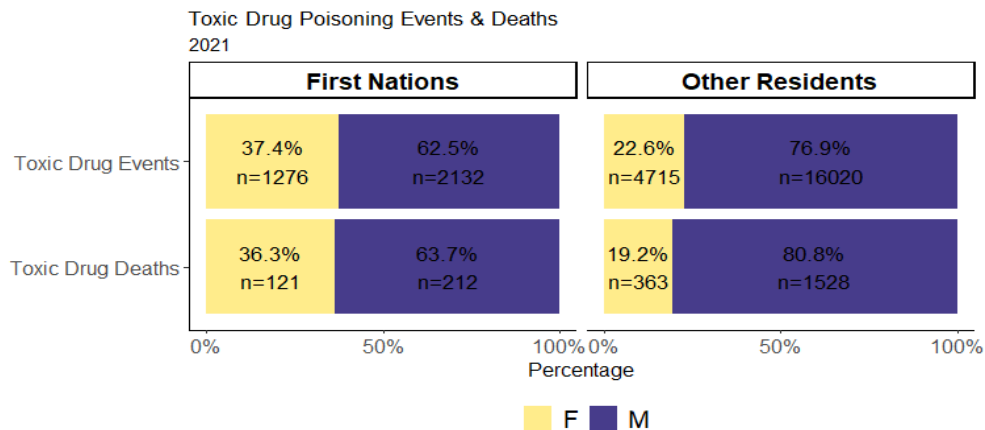 Toxic Drug Poisoning Events & Deaths
2021
First Nations
Other Residents
Toxic Drug Events
37.4%
n=1276
62.5%
n=2132
22.6%
n=4715
76.9%
n=16020
Toxic Drug Deaths
36.3%
n=121
63.7%
n=212
19.2%
n=363
80.8%
n=1528
0% 50% 100% 0% 50% 100%
Percentage
F M